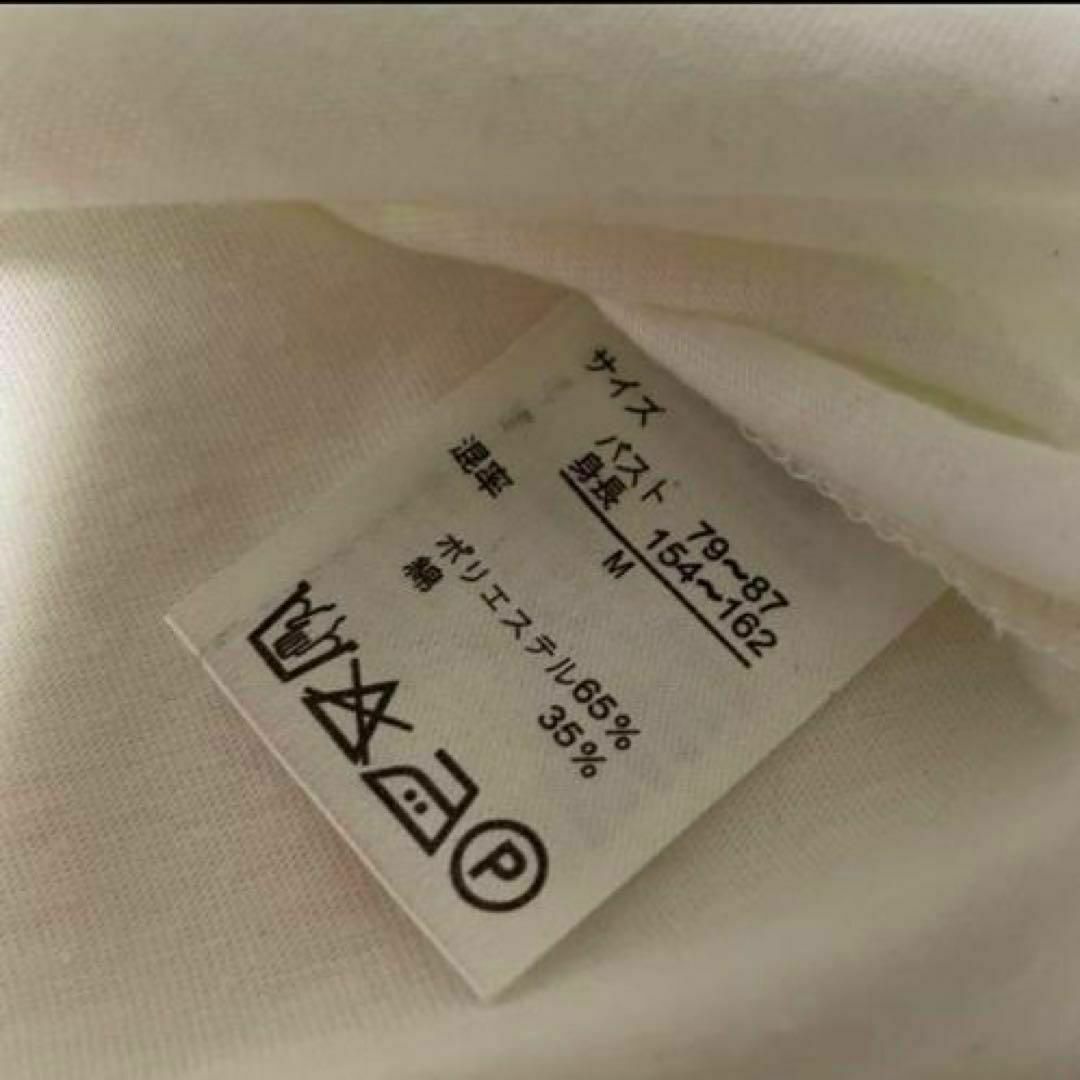 サイズ
バスト 79〜87
身長 154〜162
M
混率
ポリエステル65%
綿 35%
P